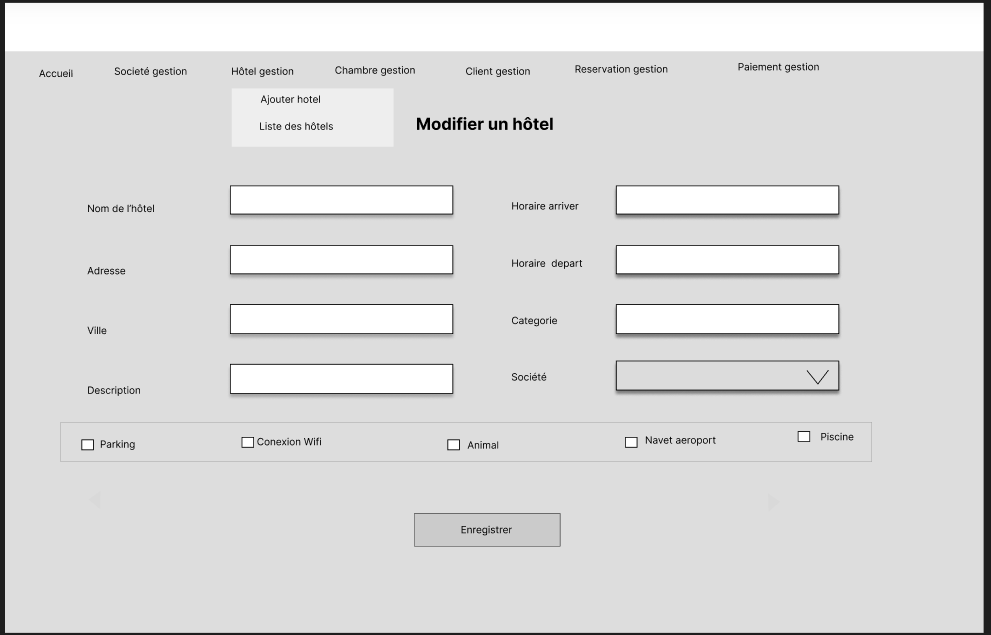 Accueil
Societé gestion
Hôtel gestion
Chambre gestion
Client gestion
Reservation gestion
Paiement gestion
Ajouter hotel
Liste des hôtels
Modifier un hôtel
Nom de l'hôtel
Horaire arriver
Adresse
Horaire  depart
Ville
Categorie
Description
Société
Parking
Conexion Wifi
Animal
Navet aeroport
Piscine
Enregistrer